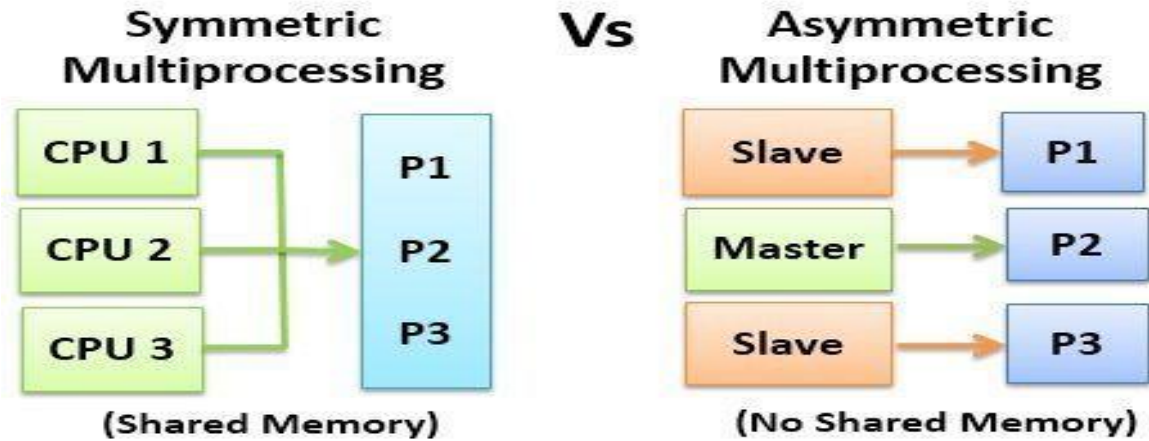 Symmetric
Multiprocessing
CPU 1
CPU 2
CPU 3
P1
P2
P3
(Shared Memory)
Vs
Asymmetric
Multiprocessing
Slave
P1
Master
P2
Slave
P3
(No Shared Memory)